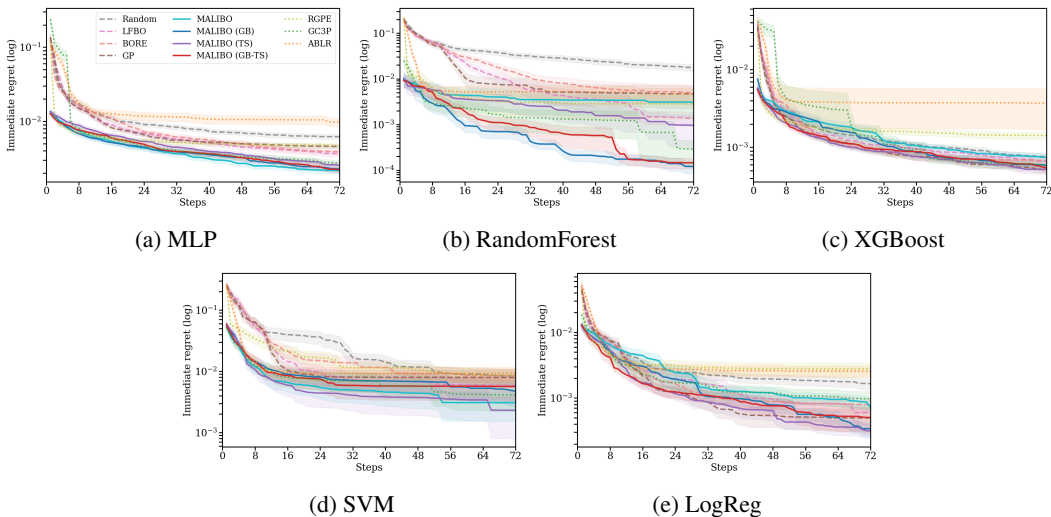 Random
LFBO
BORE
GP
MALIBO
MALIBO (GB)
MALIBO (TS)
MALIBO (GB-TS)
RGPE
GC3P
ABLR
Immediate regret (log)
10⁻¹
10⁻²
0 8 16 24 32 40 48 56 64 72
Steps
(a) MLP
Immediate regret (log)
10⁻¹
10⁻²
10⁻³
10⁻⁴
0 8 16 24 32 40 48 56 64 72
Steps
(b) RandomForest
Immediate regret (log)
10⁻²
10⁻³
0 8 16 24 32 40 48 56 64 72
Steps
(c) XGBoost
Immediate regret (log)
10⁻¹
10⁻²
10⁻³
0 8 16 24 32 40 48 56 64 72
Steps
(d) SVM
Immediate regret (log)
10⁻²
10⁻³
0 8 16 24 32 40 48 56 64 72
Steps
(e) LogReg